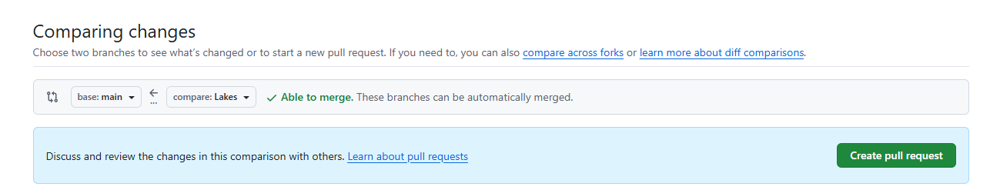 Comparing changes
Choose two branches to see what's changed or to start a new pull request. If you need to, you can also compare across forks or learn more about diff comparisons.
base: main ... compare: Lakes Able to merge. These branches can be automatically merged.
Discuss and review the changes in this comparison with others. Learn about pull requests Create pull request